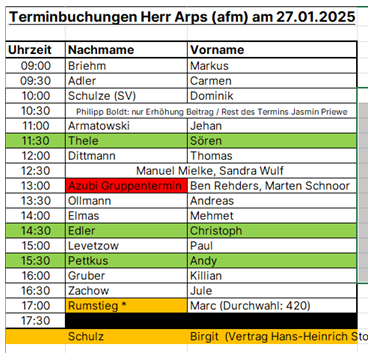 Terminbuchungen Herr Arps (afm) am 27.01.2025
Uhrzeit Nachmame Vorname
09:00 Briehm Markus
09:30 Adler Carmen
10:00 Schulze (SV) Dominik
10:30 Philipp Boldt: nur Erhöhung Beitrag / Rest des Termins Jasmin Priewe
11:00 Armatowski Jehan
11:30 Thele Sören
12:00 Dittmann Thomas
12:30 Manuel Mielke, Sandra Wulf
13:00 Azubi Gruppentermin Ben Rehders, Marten Schnoor
13:30 Ollmann Andreas
14:00 Elmas Mehmet
14:30 Edler Christoph
15:00 Levetzow Paul
15:30 Pettkus Andy
16:00 Gruber Killian
16:30 Zachow Jule
17:00 Rumstieg * Marc (Durchwahl: 420)
17:30
Schulz Birgit (Vertrag Hans-Heinrich Sto